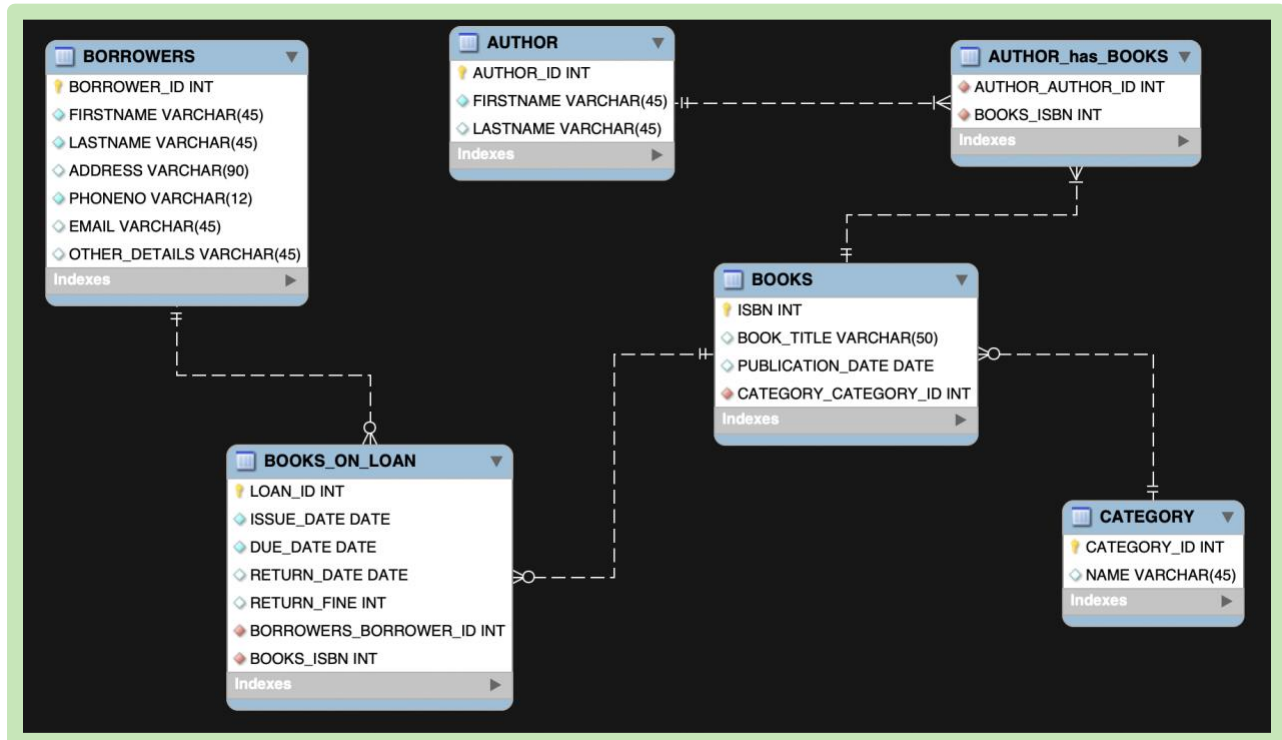 BORROWERS
BORROWER_ID INT
FIRSTNAME VARCHAR(45)
LASTNAME VARCHAR(45)
ADDRESS VARCHAR(90)
PHONENO VARCHAR(12)
EMAIL VARCHAR(45)
OTHER_DETAILS VARCHAR(45)
Indexes
AUTHOR
AUTHOR_ID INT
FIRSTNAME VARCHAR(45)
LASTNAME VARCHAR(45)
Indexes
AUTHOR_has_BOOKS
AUTHOR_AUTHOR_ID INT
BOOKS_ISBN INT
Indexes
BOOKS
ISBN INT
BOOK_TITLE VARCHAR(50)
PUBLICATION_DATE DATE
CATEGORY_CATEGORY_ID INT
Indexes
BOOKS_ON_LOAN
LOAN_ID INT
ISSUE_DATE DATE
DUE_DATE DATE
RETURN_DATE DATE
RETURN_FINE INT
BORROWERS_BORROWER_ID INT
BOOKS_ISBN INT
Indexes
CATEGORY
CATEGORY_ID INT
NAME VARCHAR(45)
Indexes